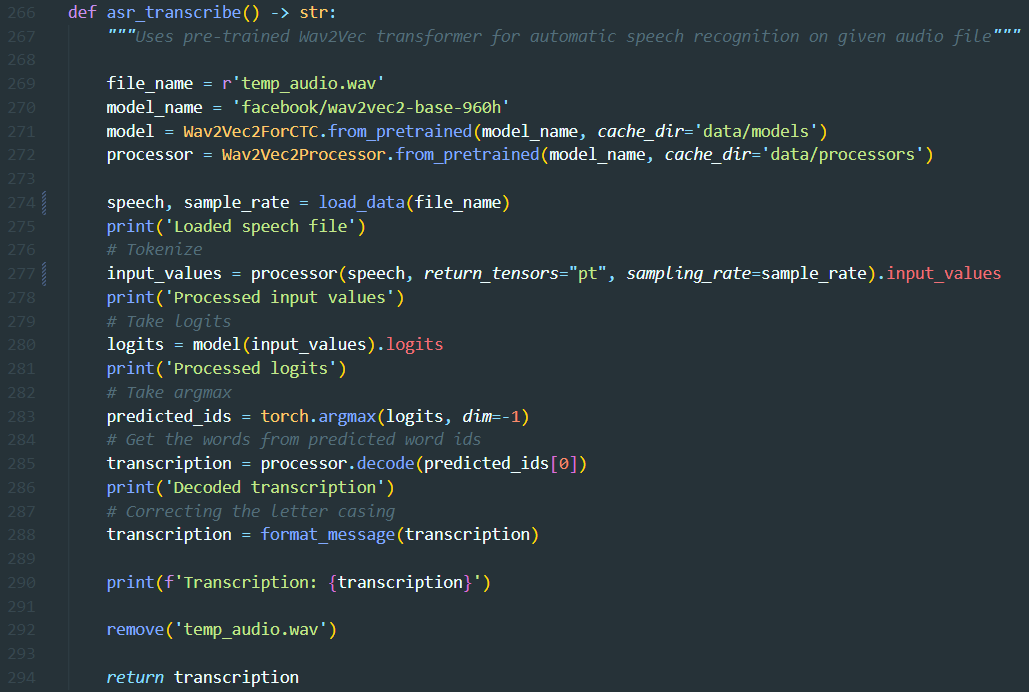 266 def asr_transcribe() -> str:
267 """Uses pre-trained Wav2Vec transformer for automatic speech recognition on given audio file"""
268
269 file_name = r'temp_audio.wav'
270 model_name = 'facebook/wav2vec2-base-960h'
271 model = Wav2Vec2ForCTC.from_pretrained(model_name, cache_dir='data/models')
272 processor = Wav2Vec2Processor.from_pretrained(model_name, cache_dir='data/processors')
273
274 speech, sample_rate = load_data(file_name)
275 print('Loaded speech file')
276 # Tokenize
277 input_values = processor(speech, return_tensors="pt", sampling_rate=sample_rate).input_values
278 print('Processed input values')
279 # Take logits
280 logits = model(input_values).logits
281 print('Processed logits')
282 # Take argmax
283 predicted_ids = torch.argmax(logits, dim=-1)
284 # Get the words from predicted word ids
285 transcription = processor.decode(predicted_ids[0])
286 print('Decoded transcription')
287 # Correcting the letter casing
288 transcription = format_message(transcription)
289
290 print(f'Transcription: {transcription}')
291
292 remove('temp_audio.wav')
293
294 return transcription